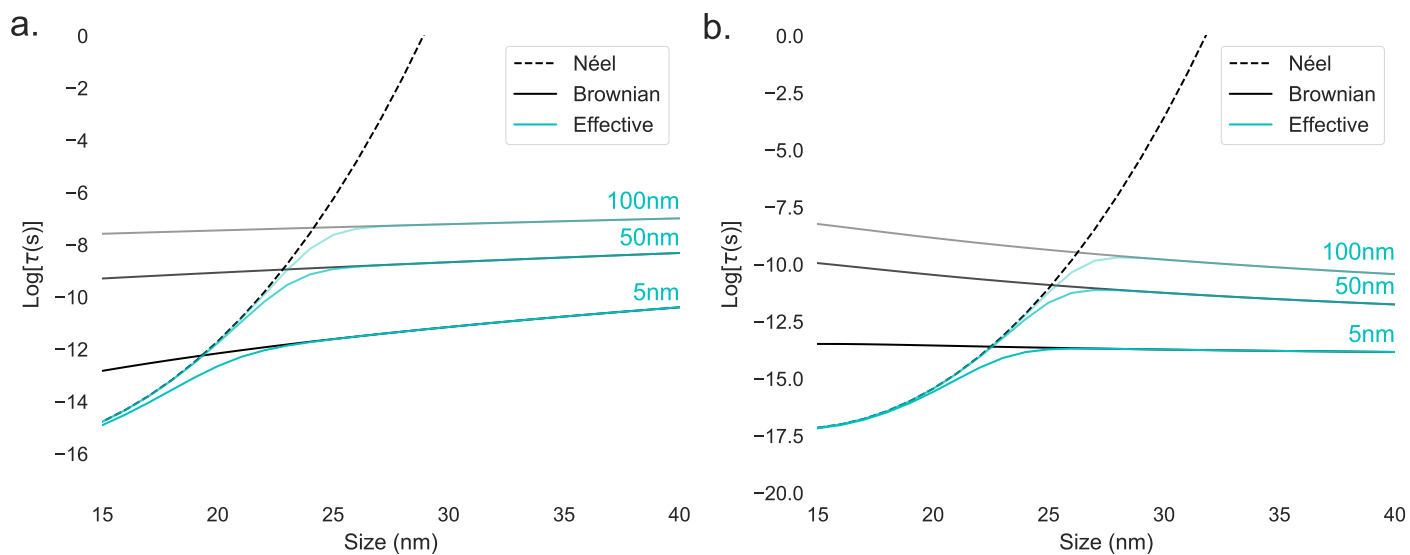 a.
0
−2
−4
−6
−8
−10
−12
−14
−16
Log[τ(s)]
Néel
Brownian
Effective
100nm
50nm
5nm
15
20
25
30
35
40
Size (nm)
b.
0.0
−2.5
−5.0
−7.5
−10.0
−12.5
−15.0
−17.5
−20.0
Log[τ(s)]
Néel
Brownian
Effective
100nm
50nm
5nm
15
20
25
30
35
40
Size (nm)